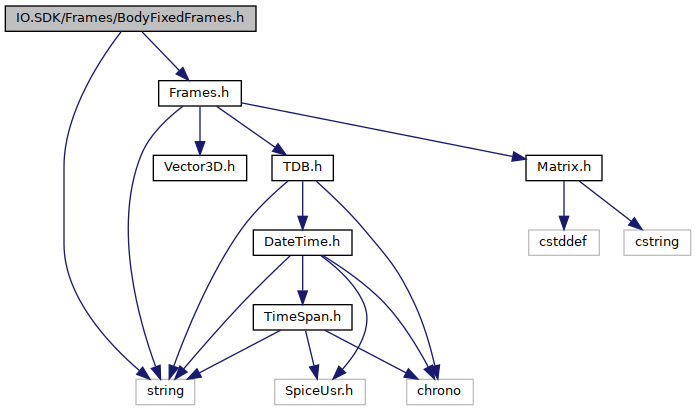 IO.SDK/Frames/BodyFixedFrames.h
Frames.h
Vector3D.h
TDB.h
Matrix.h
DateTime.h
cstddef
cstring
TimeSpan.h
string
SpiceUsr.h
chrono